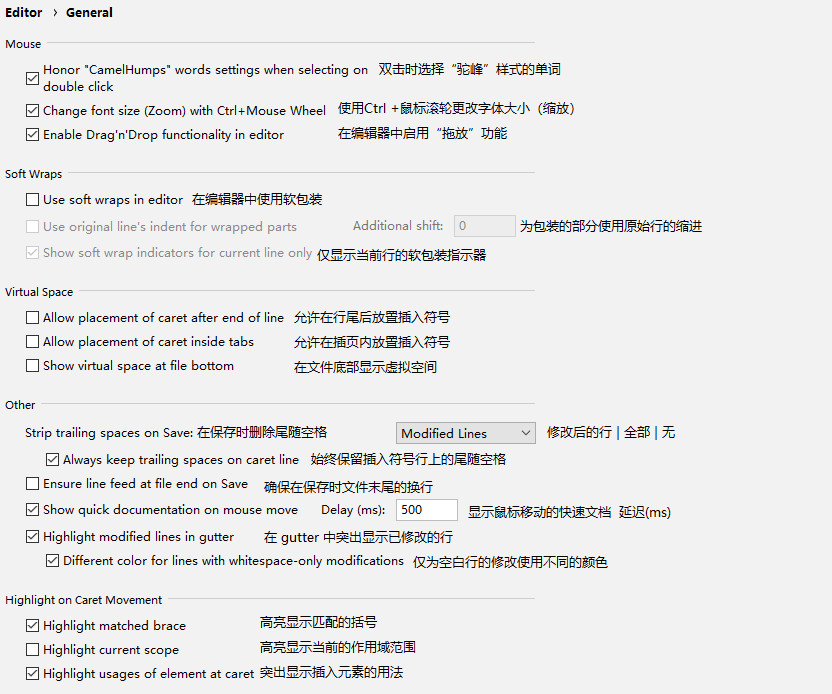 Editor › General
Mouse
Honor "CamelHumps" words settings when selecting on 双击时选择“驼峰”样式的单词
double click
Change font size (Zoom) with Ctrl+Mouse Wheel 使用Ctrl +鼠标滚轮更改字体大小（缩放）
Enable Drag'n'Drop functionality in editor 在编辑器中启用“拖放”功能
Soft Wraps
Use soft wraps in editor 在编辑器中使用软包装
Use original line's indent for wrapped parts Additional shift: 0 为包装的部分使用原始行的缩进
Show soft wrap indicators for current line only 仅显示当前行的软包装指示器
Virtual Space
Allow placement of caret after end of line 允许在行尾后放置插入符号
Allow placement of caret inside tabs 允许在插页内放置插入符号
Show virtual space at file bottom 在文件底部显示虚拟空间
Other
Strip trailing spaces on Save: 在保存时删除尾随空格 Modified Lines 修改后的行 | 全部 | 无
Always keep trailing spaces on caret line 始终保留插入符号行上的尾随空格
Ensure line feed at file end on Save 确保在保存时文件末尾的换行
Show quick documentation on mouse move Delay (ms): 500 显示鼠标移动的快速文档 延迟(ms)
Highlight modified lines in gutter 在 gutter 中突出显示已修改的行
Different color for lines with whitespace-only modifications 仅为空白行的修改使用不同的颜色
Highlight on Caret Movement
Highlight matched brace 高亮显示匹配的括号
Highlight current scope 高亮显示当前的作用域范围
Highlight usages of element at caret 突出显示插入元素的用法